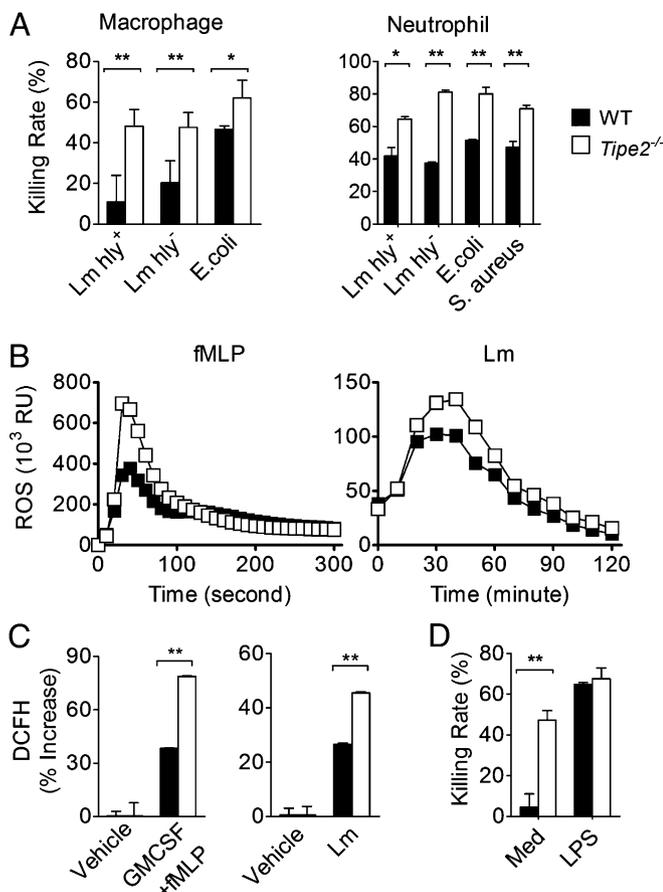 A
Macrophage
Neutrophil
Killing Rate (%)
80
60
40
20
0
** ** *
Lm hly+
Lm hly-
E.coli
100
80
60
40
20
0
* ** ** **
Lm hly+
Lm hly-
E.coli
S. aureus
WT
Tipe2-/-
B
fMLP
Lm
ROS (10³ RU)
800
600
400
200
0
0 100 200 300
Time (second)
150
100
50
0
0 30 60 90 120
Time (minute)
C
DCFH
(% Increase)
90
60
30
0
**
Vehicle
GMCSF
+fMLP
60
40
20
0
**
Vehicle
Lm
D
Killing Rate (%)
80
60
40
20
0
**
Med
LPS